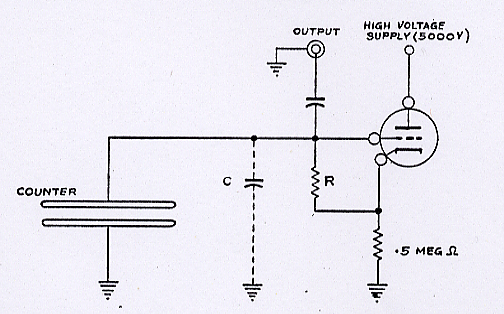 OUTPUT
HIGH VOLTAGE
SUPPLY (5000V)
C
R
COUNTER
.5 MEG Ω